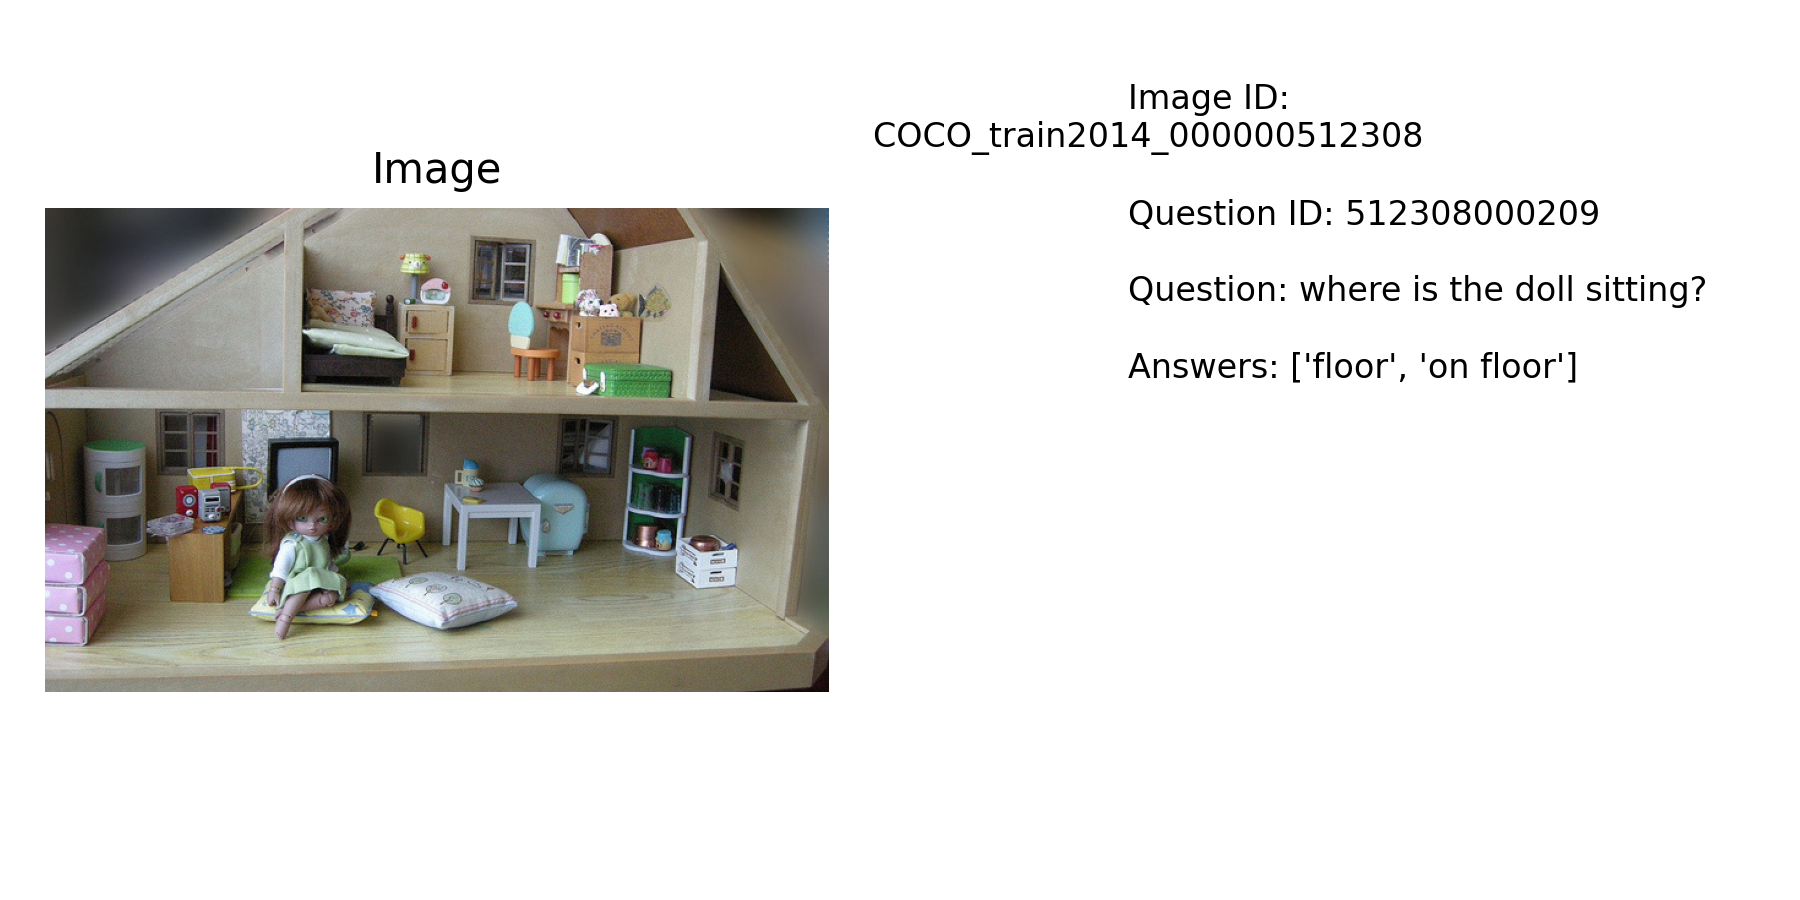 Image
Image ID:
COCO_train2014_000000512308
Question ID: 512308000209
Question: where is the doll sitting?
Answers: ['floor', 'on floor']